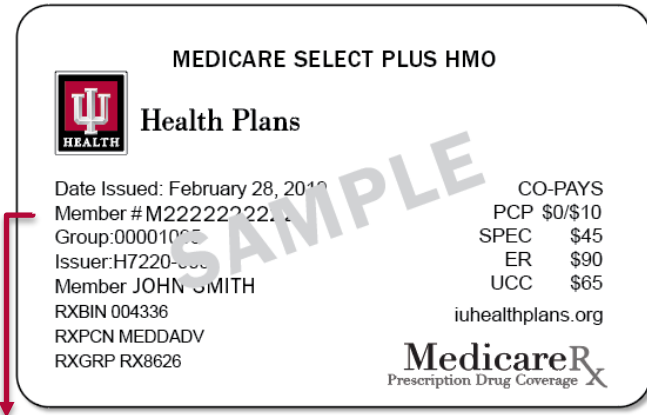 MEDICARE SELECT PLUS HMO
HEALTH
Health Plans
Date Issued: February 28,
Member #
Issuer:
Member JOHN SMITH
RXBIN 004336
RXPCN MEDDADV
RXGRP RX8626
CO-PAYS
PCP $0/$10
SPEC $45
ER $90
UCC $65
iuhealthplans.org
MedicareRx
Prescription Drug Coverage
SAMPLE